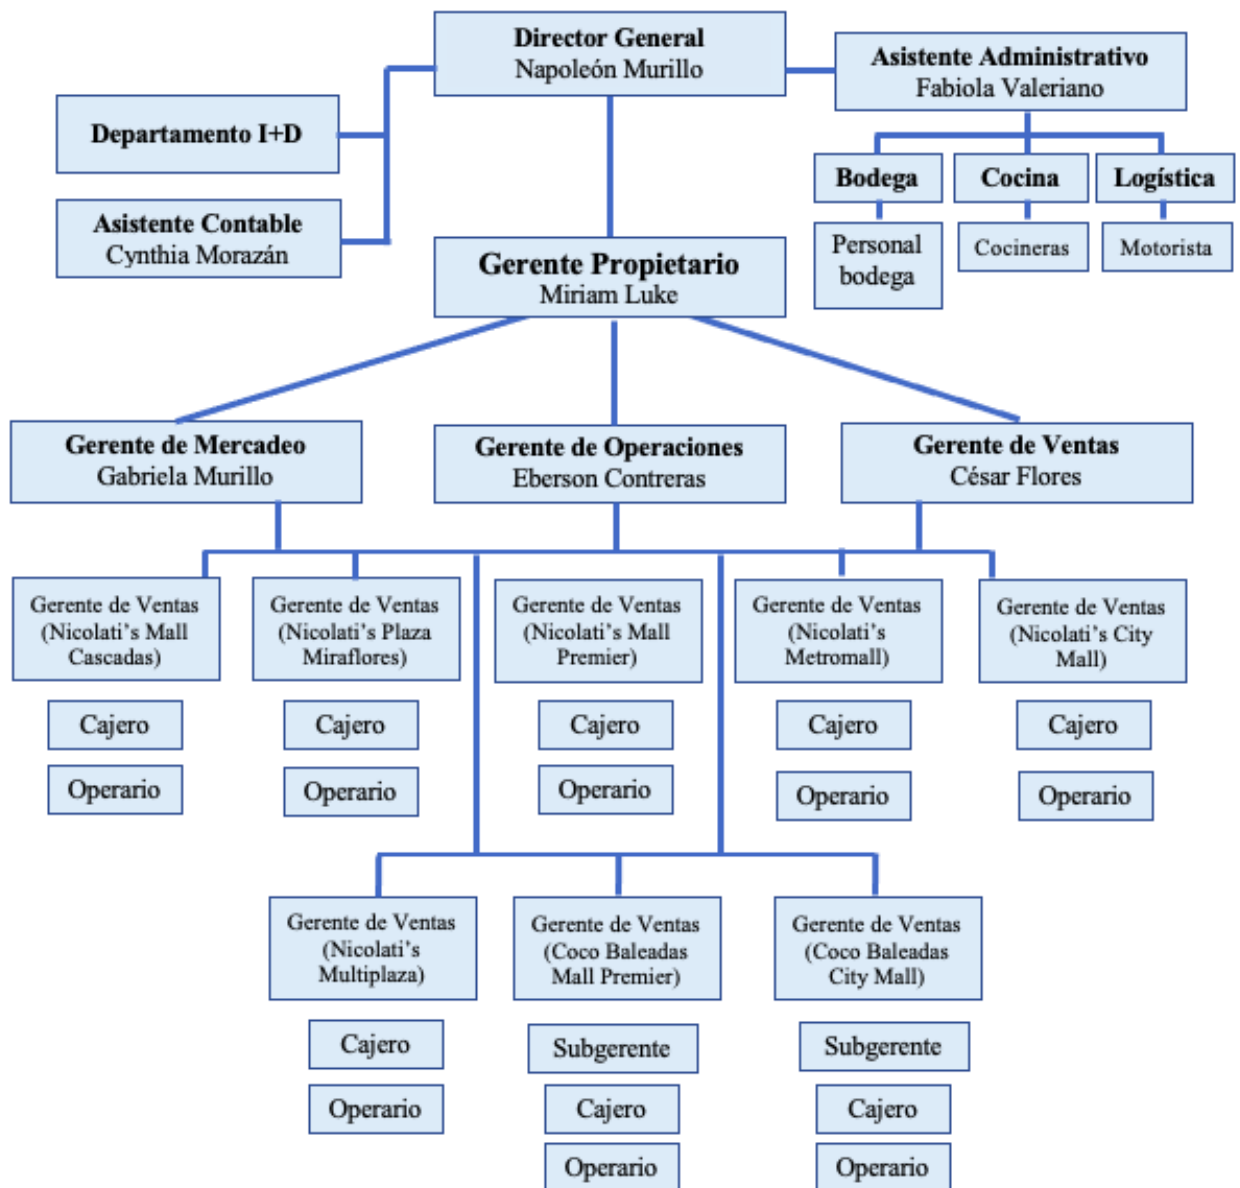 Director General
Napoleón Murillo
Asistente Administrativo
Fabiola Valeriano
Departamento I+D
Asistente Contable
Cynthia Morazán
Bodega
Cocina
Logística
Personal
bodega
Cocineras
Motorista
Gerente Propietario
Miriam Luke
Gerente de Mercadeo
Gabriela Murillo
Gerente de Operaciones
Eberson Contreras
Gerente de Ventas
César Flores
Gerente de Ventas
(Nicolati’s Mall
Cascadas)
Gerente de Ventas
(Nicolati’s Plaza
Miraflores)
Gerente de Ventas
(Nicolati’s Mall
Premier)
Gerente de Ventas
(Nicolati’s
Metromall)
Gerente de Ventas
(Nicolati’s City
Mall)
Cajero
Cajero
Cajero
Cajero
Cajero
Operario
Operario
Operario
Operario
Operario
Gerente de Ventas
(Nicolati’s
Multiplaza)
Gerente de Ventas
(Coco Baleadas
Mall Premier)
Gerente de Ventas
(Coco Baleadas
City Mall)
Cajero
Subgerente
Subgerente
Operario
Cajero
Cajero
Operario
Operario